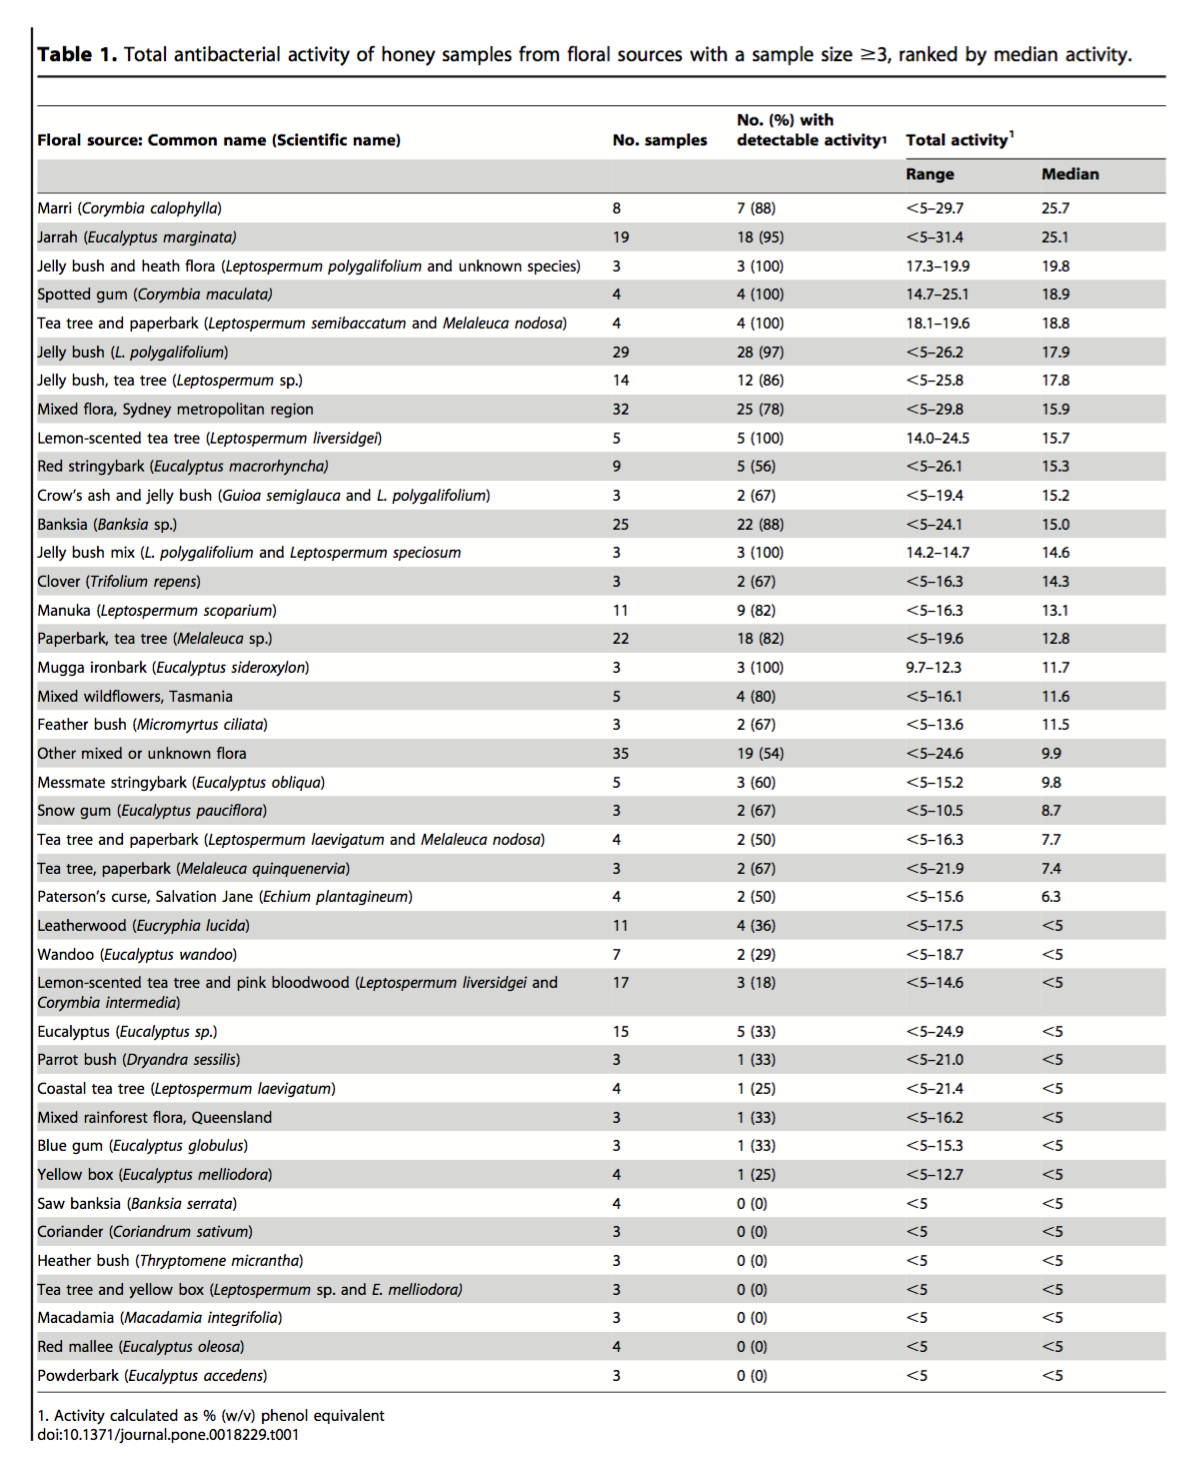 Table 1. Total antibacterial activity of honey samples from floral sources with a sample size ≥3, ranked by median activity.
Floral source: Common name (Scientific name) No. samples No. (%) with detectable activity1 Total activity1
Range Median
Marri (Corymbia calophylla) 8 7 (88) <5–29.7 25.7
Jarrah (Eucalyptus marginata) 19 18 (95) <5–31.4 25.1
Jelly bush and heath flora (Leptospermum polygalifolium and unknown species) 3 3 (100) 17.3–19.9 19.8
Spotted gum (Corymbia maculata) 4 4 (100) 14.7–25.1 18.9
Tea tree and paperbark (Leptospermum semibaccatum and Melaleuca nodosa) 4 4 (100) 18.1–19.6 18.8
Jelly bush (L. polygalifolium) 29 28 (97) <5–26.2 17.9
Jelly bush, tea tree (Leptospermum sp.) 14 12 (86) <5–25.8 17.8
Mixed flora, Sydney metropolitan region 32 25 (78) <5–29.8 15.9
Lemon-scented tea tree (Leptospermum liversidgei) 5 5 (100) 14.0–24.5 15.7
Red stringybark (Eucalyptus macrorhyncha) 9 5 (56) <5–26.1 15.3
Crow's ash and jelly bush (Guioa semiglauca and L. polygalifolium) 3 2 (67) <5–19.4 15.2
Banksia (Banksia sp.) 25 22 (88) <5–24.1 15.0
Jelly bush mix (L. polygalifolium and Leptospermum speciosum 3 3 (100) 14.2–14.7 14.6
Clover (Trifolium repens) 3 2 (67) <5–16.3 14.3
Manuka (Leptospermum scoparium) 11 9 (82) <5–16.3 13.1
Paperbark, tea tree (Melaleuca sp.) 22 18 (82) <5–19.6 12.8
Mugga ironbark (Eucalyptus sideroxylon) 3 3 (100) 9.7–12.3 11.7
Mixed wildflowers, Tasmania 5 4 (80) <5–16.1 11.6
Feather bush (Micromyrtus ciliata) 3 2 (67) <5–13.6 11.5
Other mixed or unknown flora 35 19 (54) <5–24.6 9.9
Messmate stringybark (Eucalyptus obliqua) 5 3 (60) <5–15.2 9.8
Snow gum (Eucalyptus pauciflora) 3 2 (67) <5–10.5 8.7
Tea tree and paperbark (Leptospermum laevigatum and Melaleuca nodosa) 4 2 (50) <5–16.3 7.7
Tea tree, paperbark (Melaleuca quinquenervia) 3 2 (67) <5–21.9 7.4
Paterson's curse, Salvation Jane (Echium plantagineum) 4 2 (50) <5–15.6 6.3
Leatherwood (Eucryphia lucida) 11 4 (36) <5–17.5 <5
Wandoo (Eucalyptus wandoo) 7 2 (29) <5–18.7 <5
Lemon-scented tea tree and pink bloodwood (Leptospermum liversidgei and 17 3 (18) <5–14.6 <5
Corymbia intermedia)
Eucalyptus (Eucalyptus sp.) 15 5 (33) <5–24.9 <5
Parrot bush (Dryandra sessilis) 3 1 (33) <5–21.0 <5
Coastal tea tree (Leptospermum laevigatum) 4 1 (25) <5–21.4 <5
Mixed rainforest flora, Queensland 3 1 (33) <5–16.2 <5
Blue gum (Eucalyptus globulus) 3 1 (33) <5–15.3 <5
Yellow box (Eucalyptus melliodora) 4 1 (25) <5–12.7 <5
Saw banksia (Banksia serrata) 4 0 (0) <5 <5
Coriander (Coriandrum sativum) 3 0 (0) <5 <5
Heather bush (Thryptomene micrantha) 3 0 (0) <5 <5
Tea tree and yellow box (Leptospermum sp. and E. melliodora) 3 0 (0) <5 <5
Macadamia (Macadamia integrifolia) 3 0 (0) <5 <5
Red mallee (Eucalyptus oleosa) 4 0 (0) <5 <5
Powderbark (Eucalyptus accedens) 3 0 (0) <5 <5
1. Activity calculated as % (w/v) phenol equivalent
doi:10.1371/journal.pone.0018229.t001